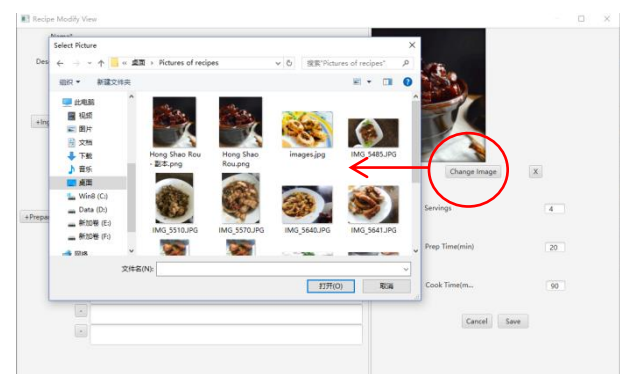 Recipe Modify View
Name*
Select Picture
Des
« 桌面 › Pictures of recipes
搜索"Pictures of recipes"
组织 新建文件夹
此电脑
视频
图片
文档
下载
音乐
桌面
Win8 (C:)
Data (D:)
新加卷 (E:)
新加卷 (F:)
网络
Hong Shao Rou - 副本.png
Hong Shao Rou.png
images.jpg
IMG_5485.JPG
IMG_5510.JPG
IMG_5570.JPG
IMG_5640.JPG
IMG_5641.JPG
文件名(N):
打开(O) 取消
+Ing
+Prepar
Change Image X
Servings 4
Prep Time(min) 20
Cook Time(m... 90
Cancel Save
- 
-